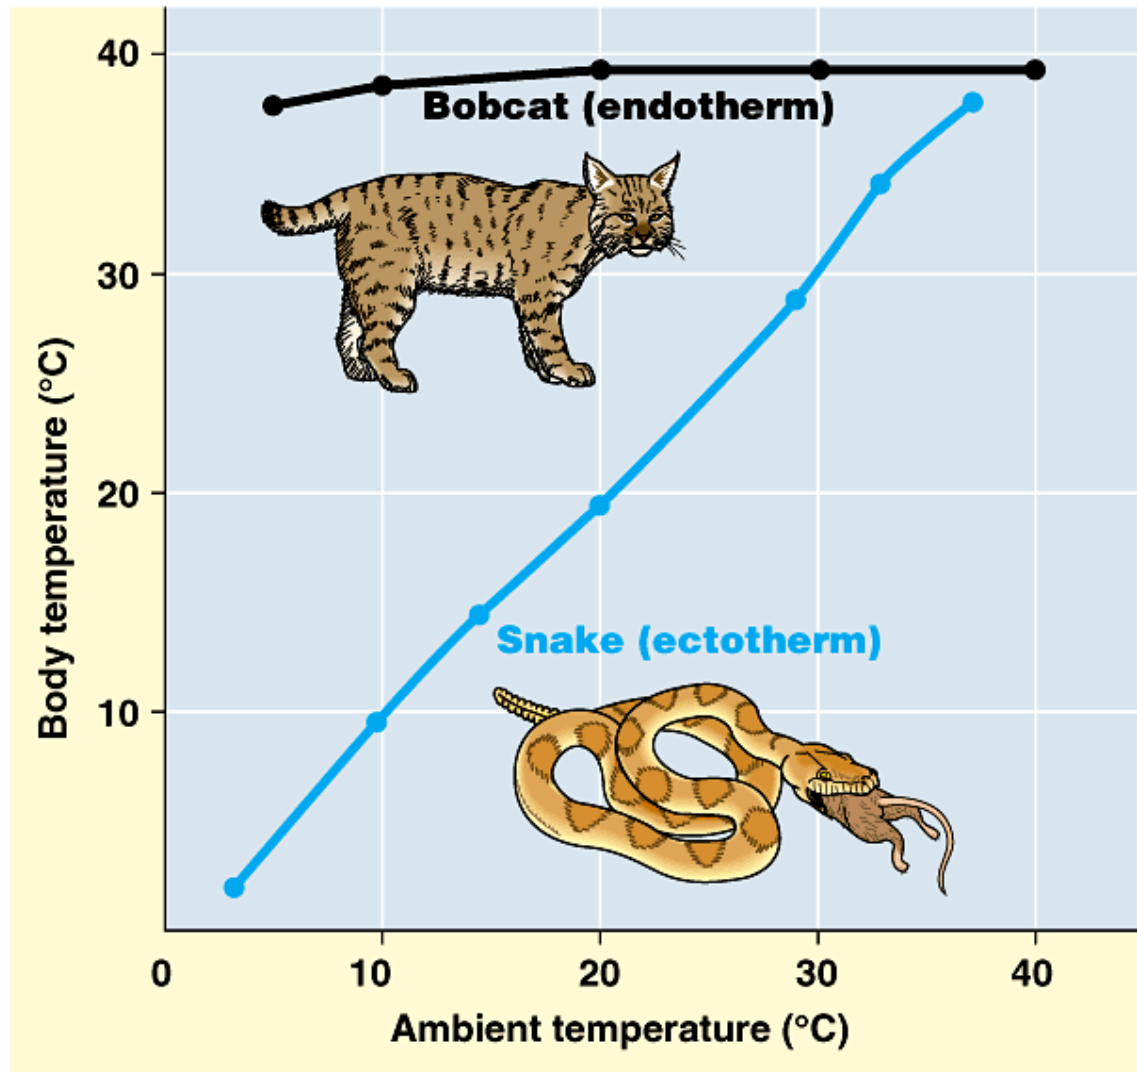 40
Bobcat (endotherm)
30
Body temperature (°C)
20
Snake (ectotherm)
10
0 10 20 30 40
Ambient temperature (°C)